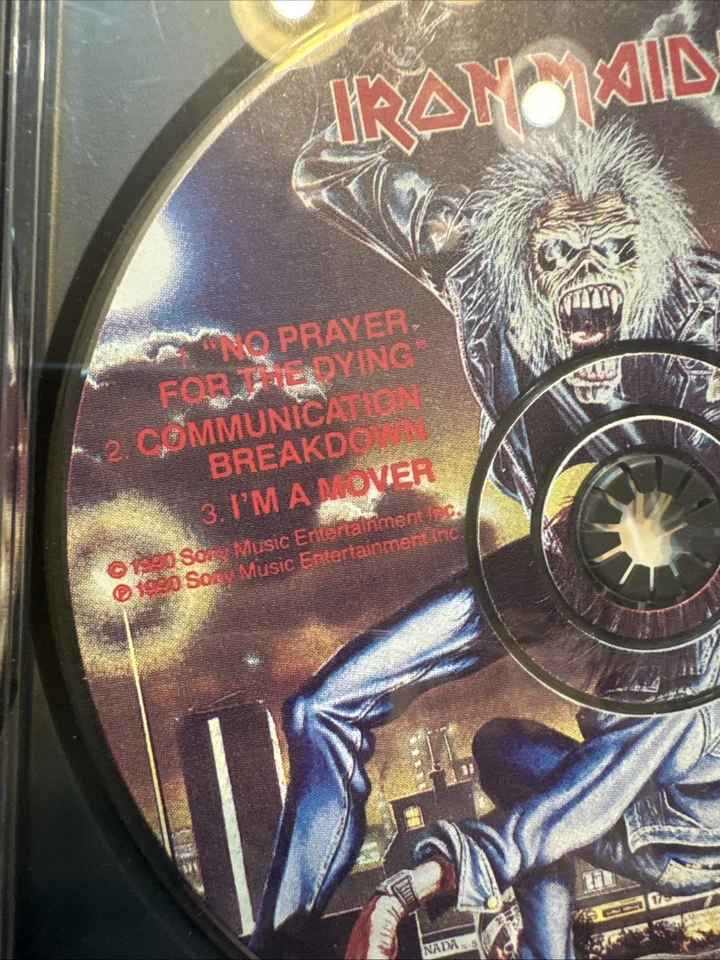 IRON MAID
1. "NO PRAYER
FOR THE DYING"
2. COMMUNICATION
BREAKDOWN
3. I'M A MOVER
© 1990 Sony Music Entertainment Inc.
℗ 1990 Sony Music Entertainment Inc.
NADA